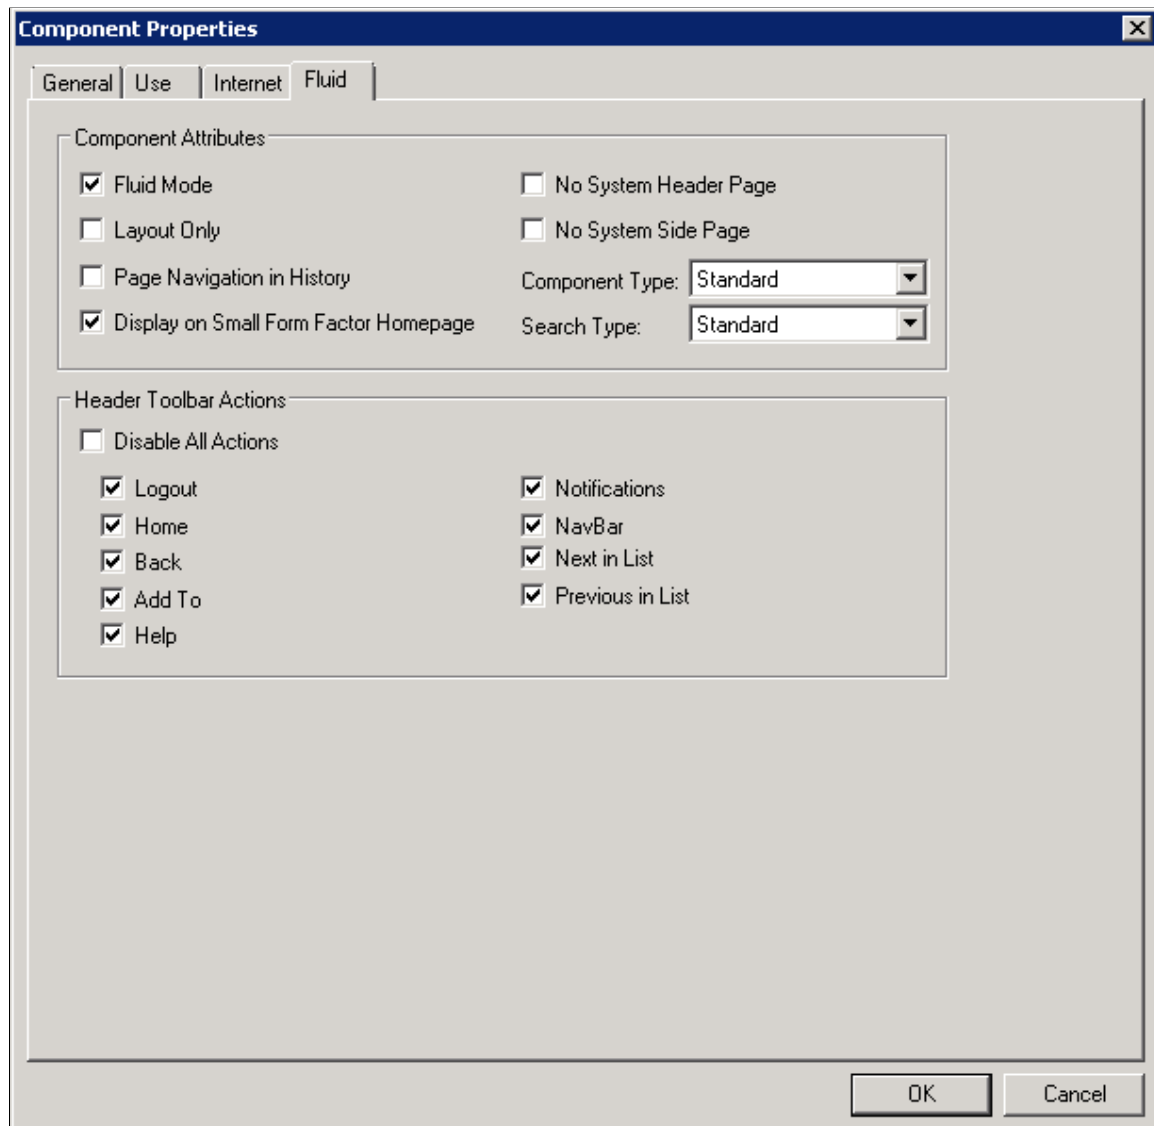 Component Properties
General Use Internet Fluid
Component Attributes
Fluid Mode No System Header Page
Layout Only No System Side Page
Page Navigation in History Component Type: Standard
Display on Small Form Factor Homepage Search Type: Standard
Header Toolbar Actions
Disable All Actions
Logout Notifications
Home NavBar
Back Next in List
Add To Previous in List
Help
OK Cancel